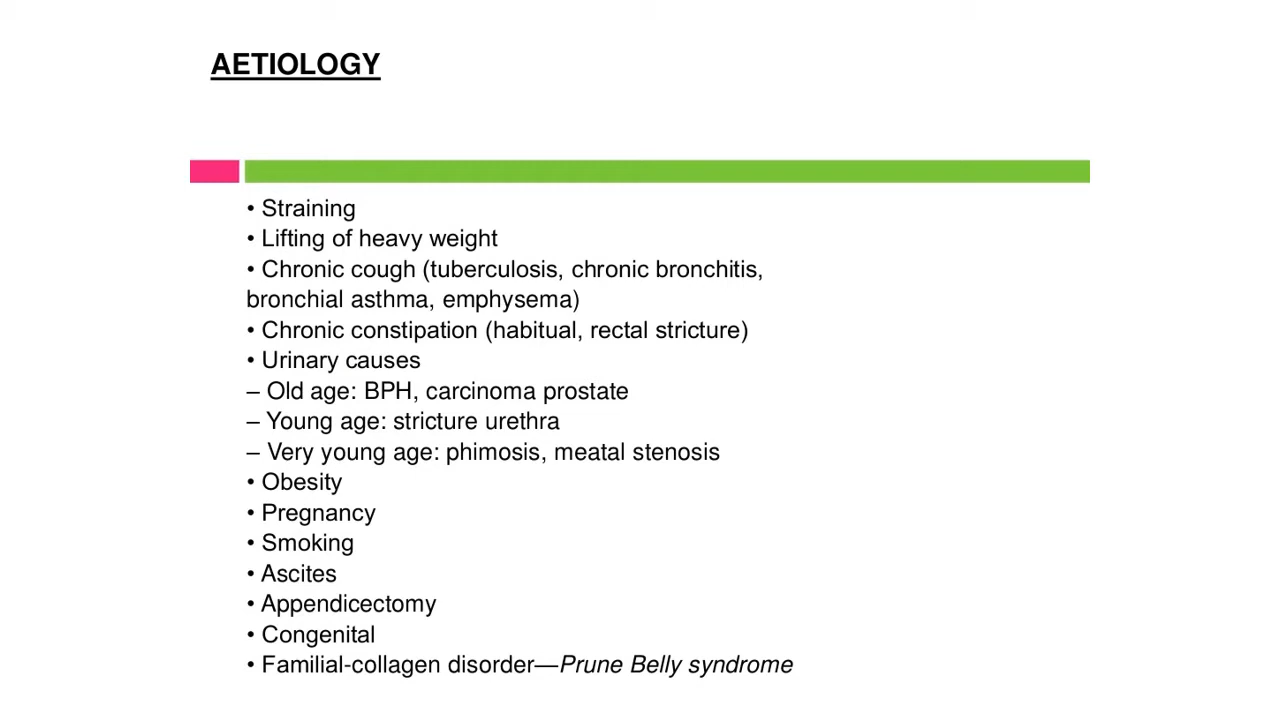 AETIOLOGY
• Straining
• Lifting of heavy weight
• Chronic cough (tuberculosis, chronic bronchitis,
bronchial asthma, emphysema)
• Chronic constipation (habitual, rectal stricture)
• Urinary causes
– Old age: BPH, carcinoma prostate
– Young age: stricture urethra
– Very young age: phimosis, meatal stenosis
• Obesity
• Pregnancy
• Smoking
• Ascites
• Appendicectomy
• Congenital
• Familial-collagen disorder—Prune Belly syndrome